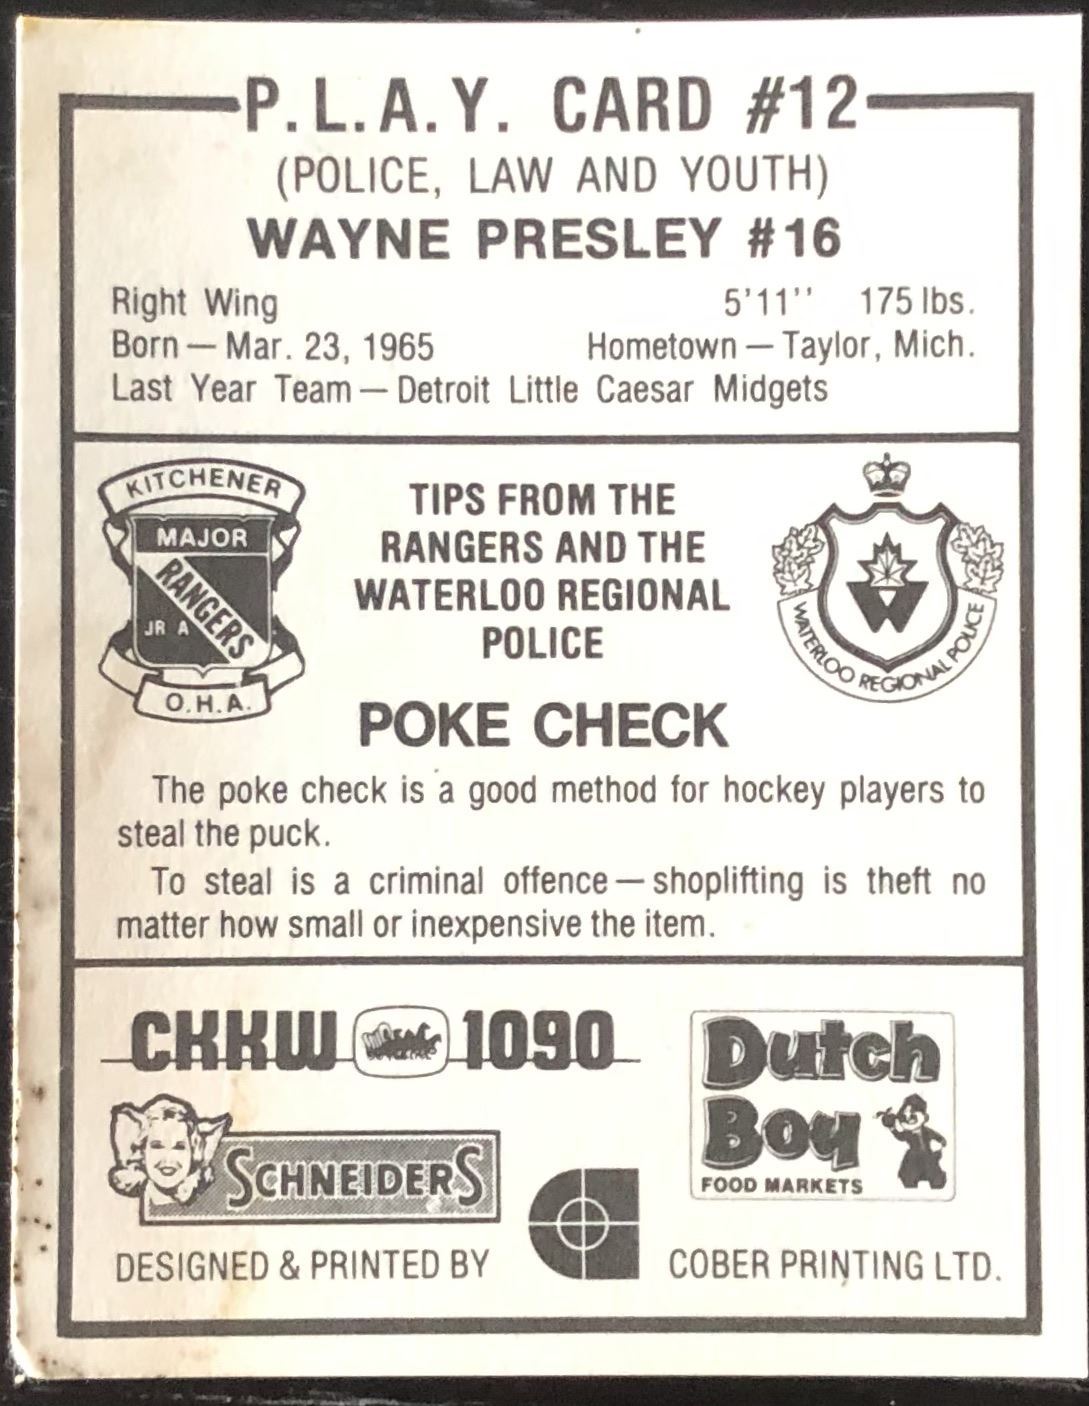 P.L.A.Y. CARD #12
(POLICE, LAW AND YOUTH)
WAYNE PRESLEY #16
Right Wing 5'11'' 175 lbs.
Born — Mar. 23, 1965 Hometown — Taylor, Mich.
Last Year Team — Detroit Little Caesar Midgets
KITCHENER
MAJOR
RANGERS
JR A
O.H.A.
TIPS FROM THE
RANGERS AND THE
WATERLOO REGIONAL
POLICE
W
WATERLOO REGIONAL POLICE
POKE CHECK
The poke check is a good method for hockey players to
steal the puck.
To steal is a criminal offence — shoplifting is theft no
matter how small or inexpensive the item.
CKKW 1090
Dutch
Boy
FOOD MARKETS
SCHNEIDERS
DESIGNED & PRINTED BY COBER PRINTING LTD.